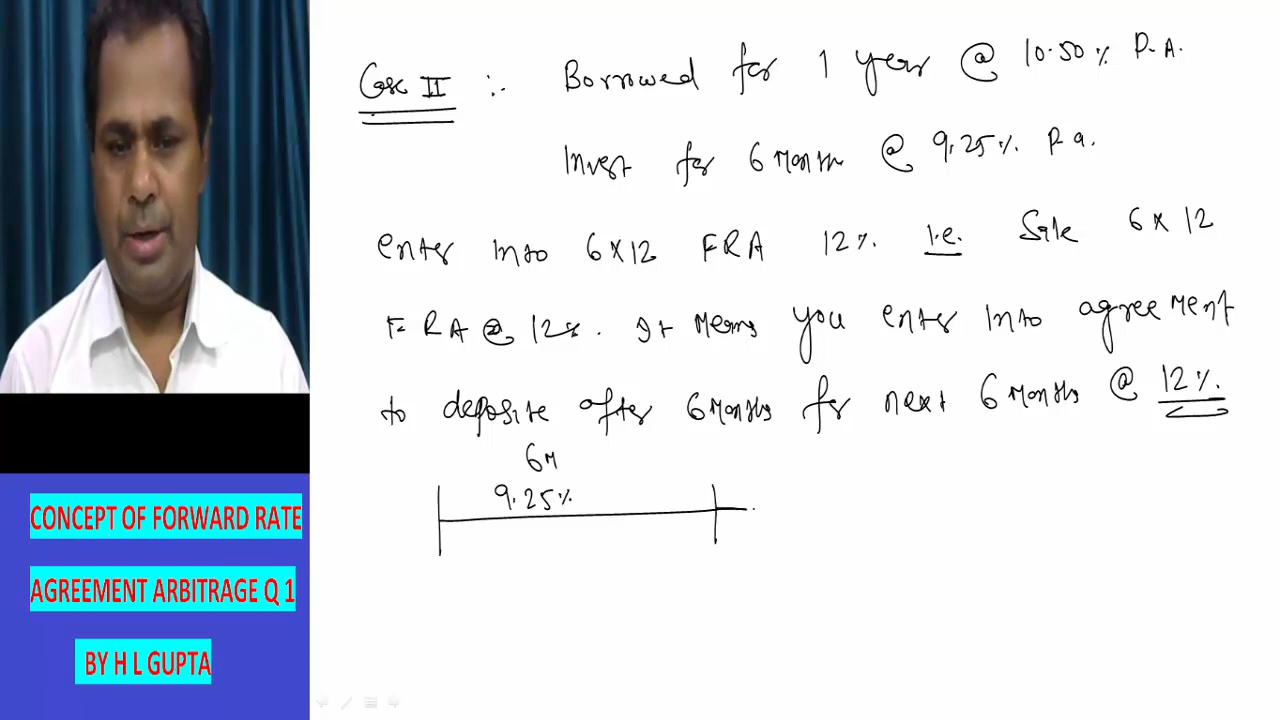 Case II :- Borrowed for 1 year @ 10.50% P.A.
Invest for 6 Month @ 9.25% P.a.
enter into 6x12 FRA 12% i.e. Sale 6 x 12
FRA @ 12%. It Means you enter into agreement
to deposite after 6 Months for next 6 Months @ 12%.
6M
9.25%
CONCEPT OF FORWARD RATE
AGREEMENT ARBITRAGE Q 1
BY H L GUPTA